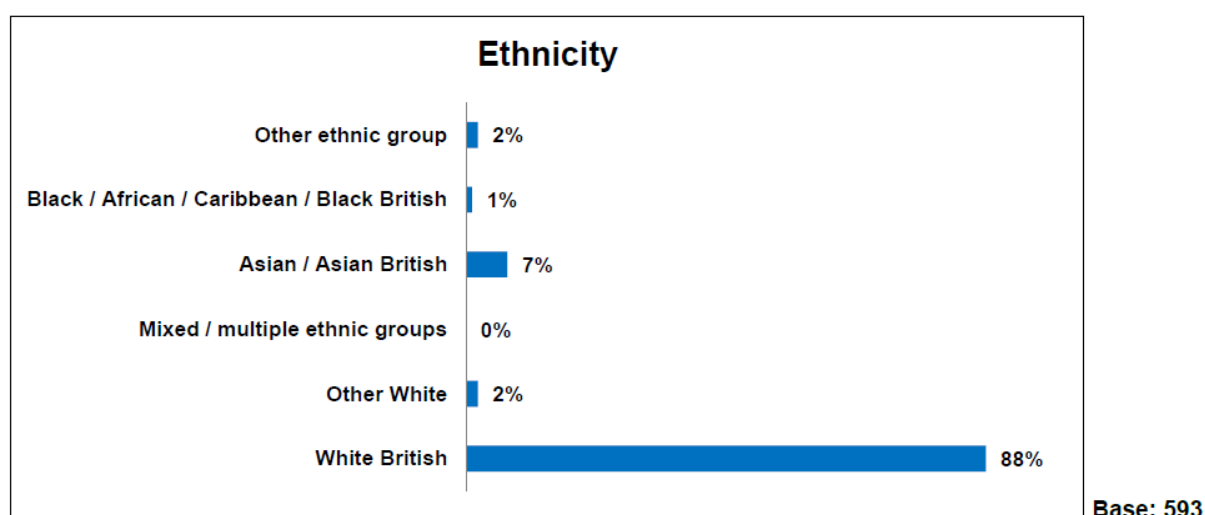 Ethnicity
Other ethnic group 2%
Black / African / Caribbean / Black British 1%
Asian / Asian British 7%
Mixed / multiple ethnic groups 0%
Other White 2%
White British 88%
Base: 593